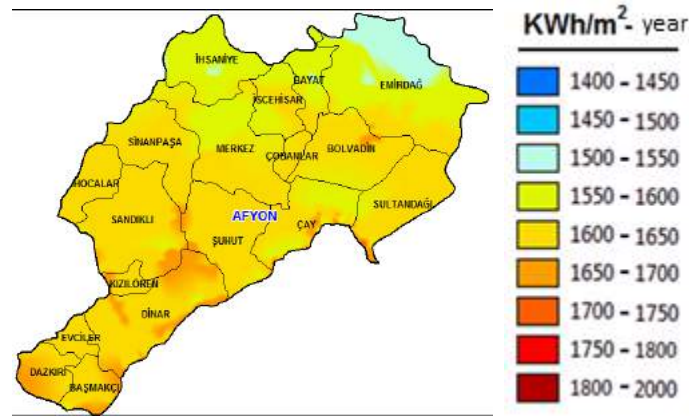 KWh/m²- year
İHSANİYE
BAYAT
EMİRDAĞ
İSCEHİSAR
SİNANPAŞA
MERKEZ
ÇOBANLAR
BOLVADİN
HOCALAR
SULTANDAĞI
SANDIKLI
AFYON
ÇAY
ŞUHUT
KIZILÖREN
DİNAR
EVCİLER
DAZKIRI
BAŞMAKÇI
1400 - 1450
1450 - 1500
1500 - 1550
1550 - 1600
1600 - 1650
1650 - 1700
1700 - 1750
1750 - 1800
1800 - 2000